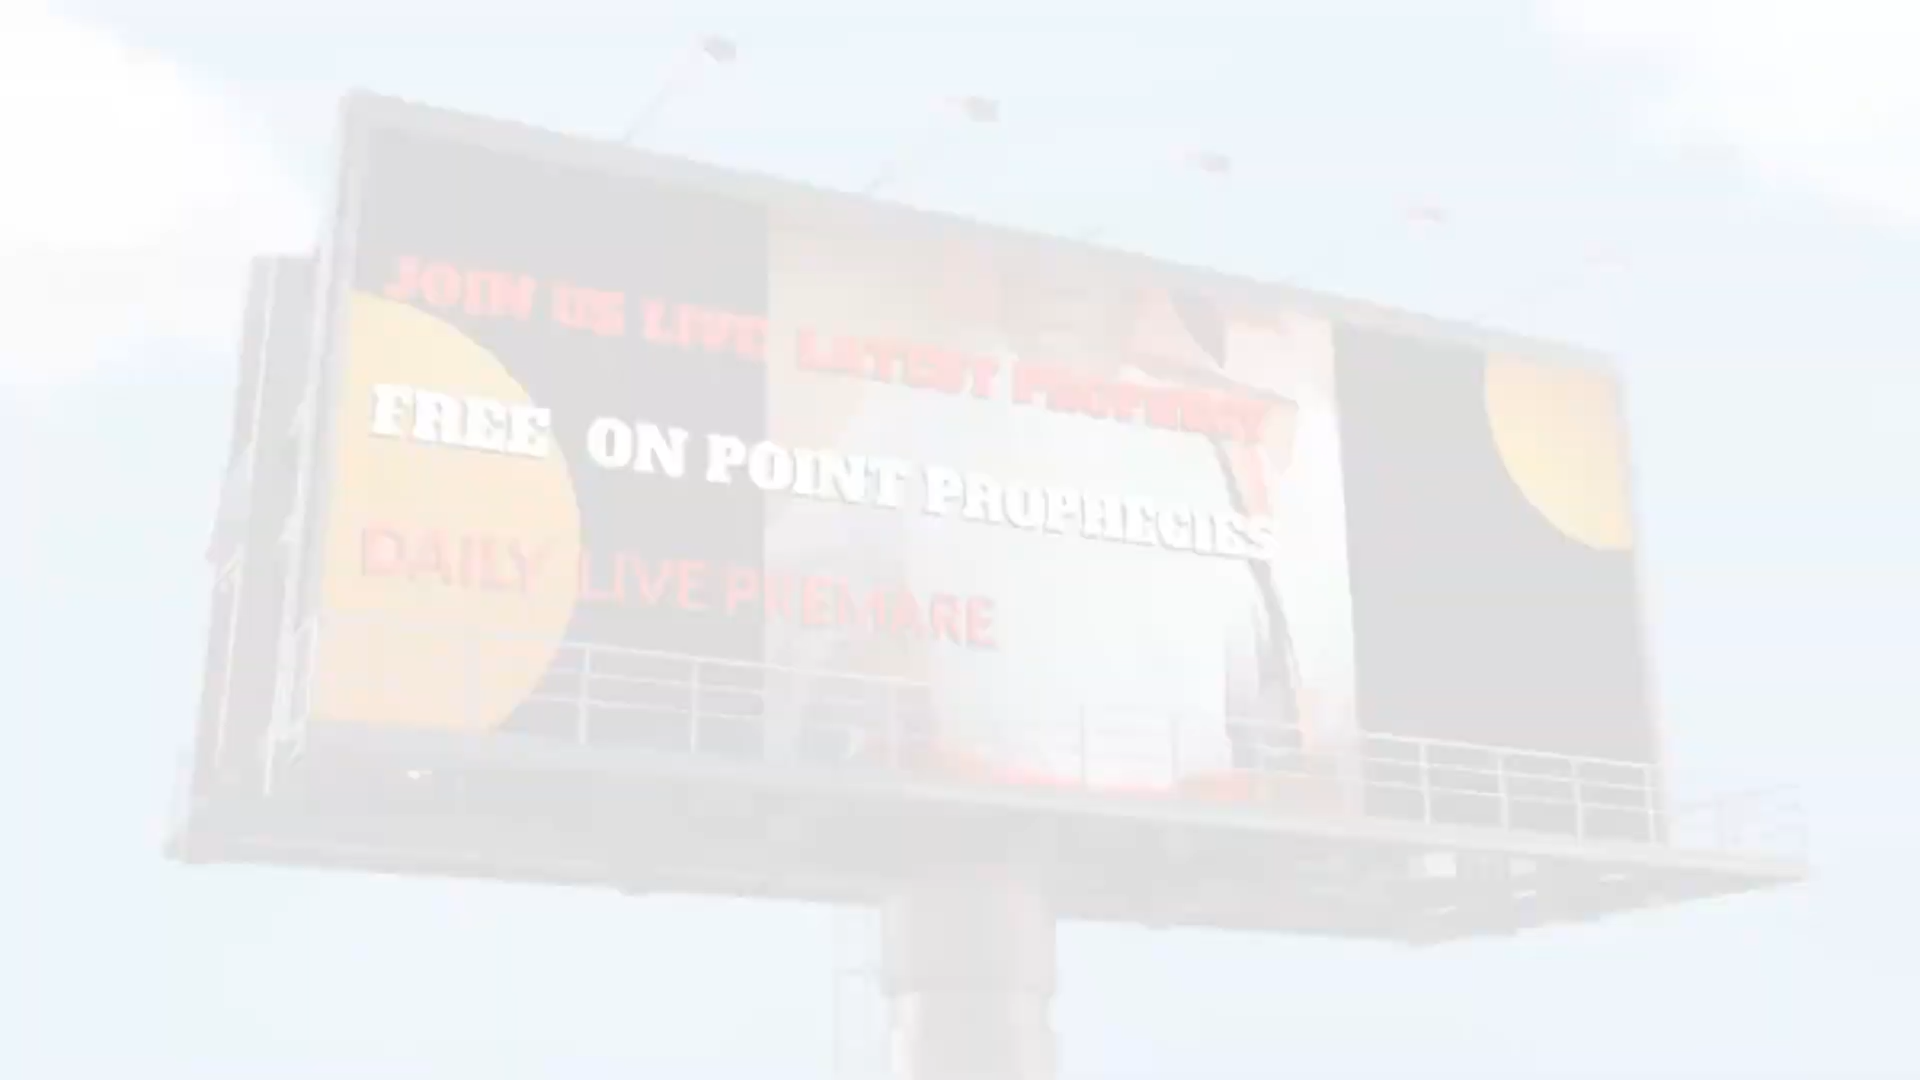 JOIN US LIVE LATEST PROPHECY
FREE ON POINT PROPHECIES
DAILY LIVE PREMARE